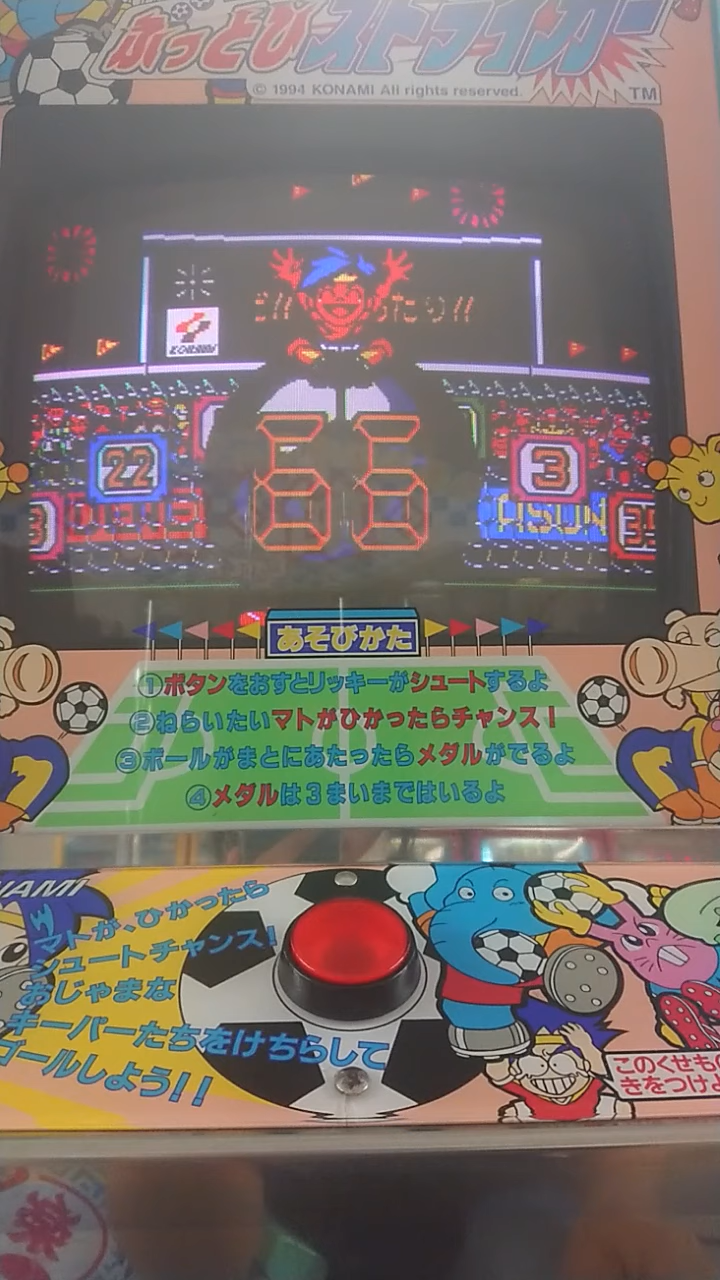 ふっとびストライカー
© 1994 KONAMI All rights reserved.
TM
KONAMI
22
66
3
あそびかた
①ボタンをおすとリッキーがシュートするよ
②ねらいたいマトがひかったらチャンス!
③ボールがまとにあたったらメダルがでるよ
④メダルは3まいまではいるよ
マトが、ひかったら
シュートチャンス!
おじゃまな
キーパーたちをけちらして
ゴールしよう!!
このくせもの
きをつけよ